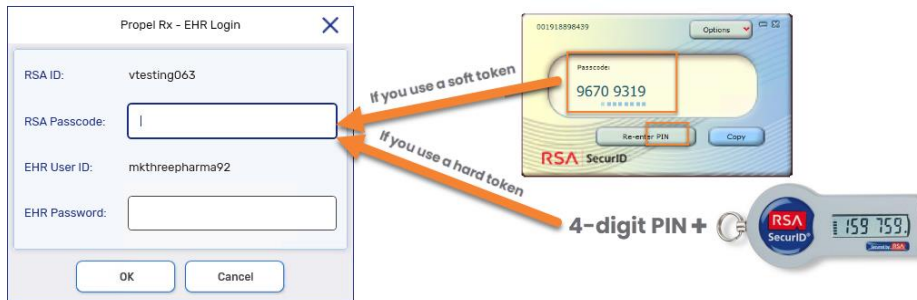 Propel Rx - EHR Login
RSA ID: vtesting063
RSA Passcode:
EHR User ID: mkthreepharma92
EHR Password:
OK Cancel
If you use a soft token
If you use a hard token
001918898439
Options
Passcode:
9670 9319
Re-enter PIN
Copy
RSA SecurID
4-digit PIN +
RSA
SecurID®
159 759